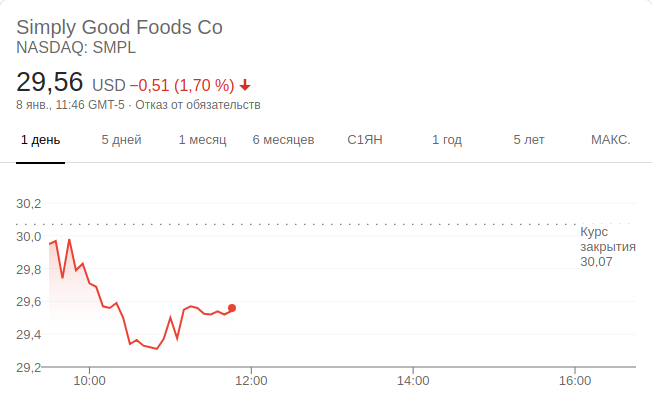 Simply Good Foods Co
NASDAQ: SMPL
29,56 USD −0,51 (1,70 %)
8 янв., 11:46 GMT-5 · Отказ от обязательств
1 день 5 дней 1 месяц 6 месяцев С1ЯН 1 год 5 лет МАКС.
30,2
30,0
29,8
29,6
29,4
29,2
Курс
закрытия
30,07
10:00 12:00 14:00 16:00